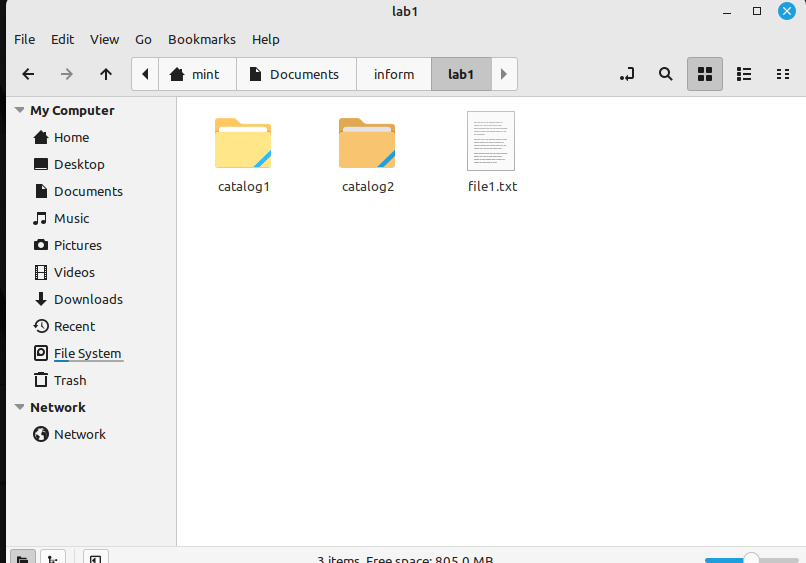 lab1
File Edit View Go Bookmarks Help
mint Documents inform lab1
My Computer
Home
Desktop
Documents
Music
Pictures
Videos
Downloads
Recent
File System
Trash
Network
Network
catalog1 catalog2 file1.txt
3 items, Free space: 805,0 MB